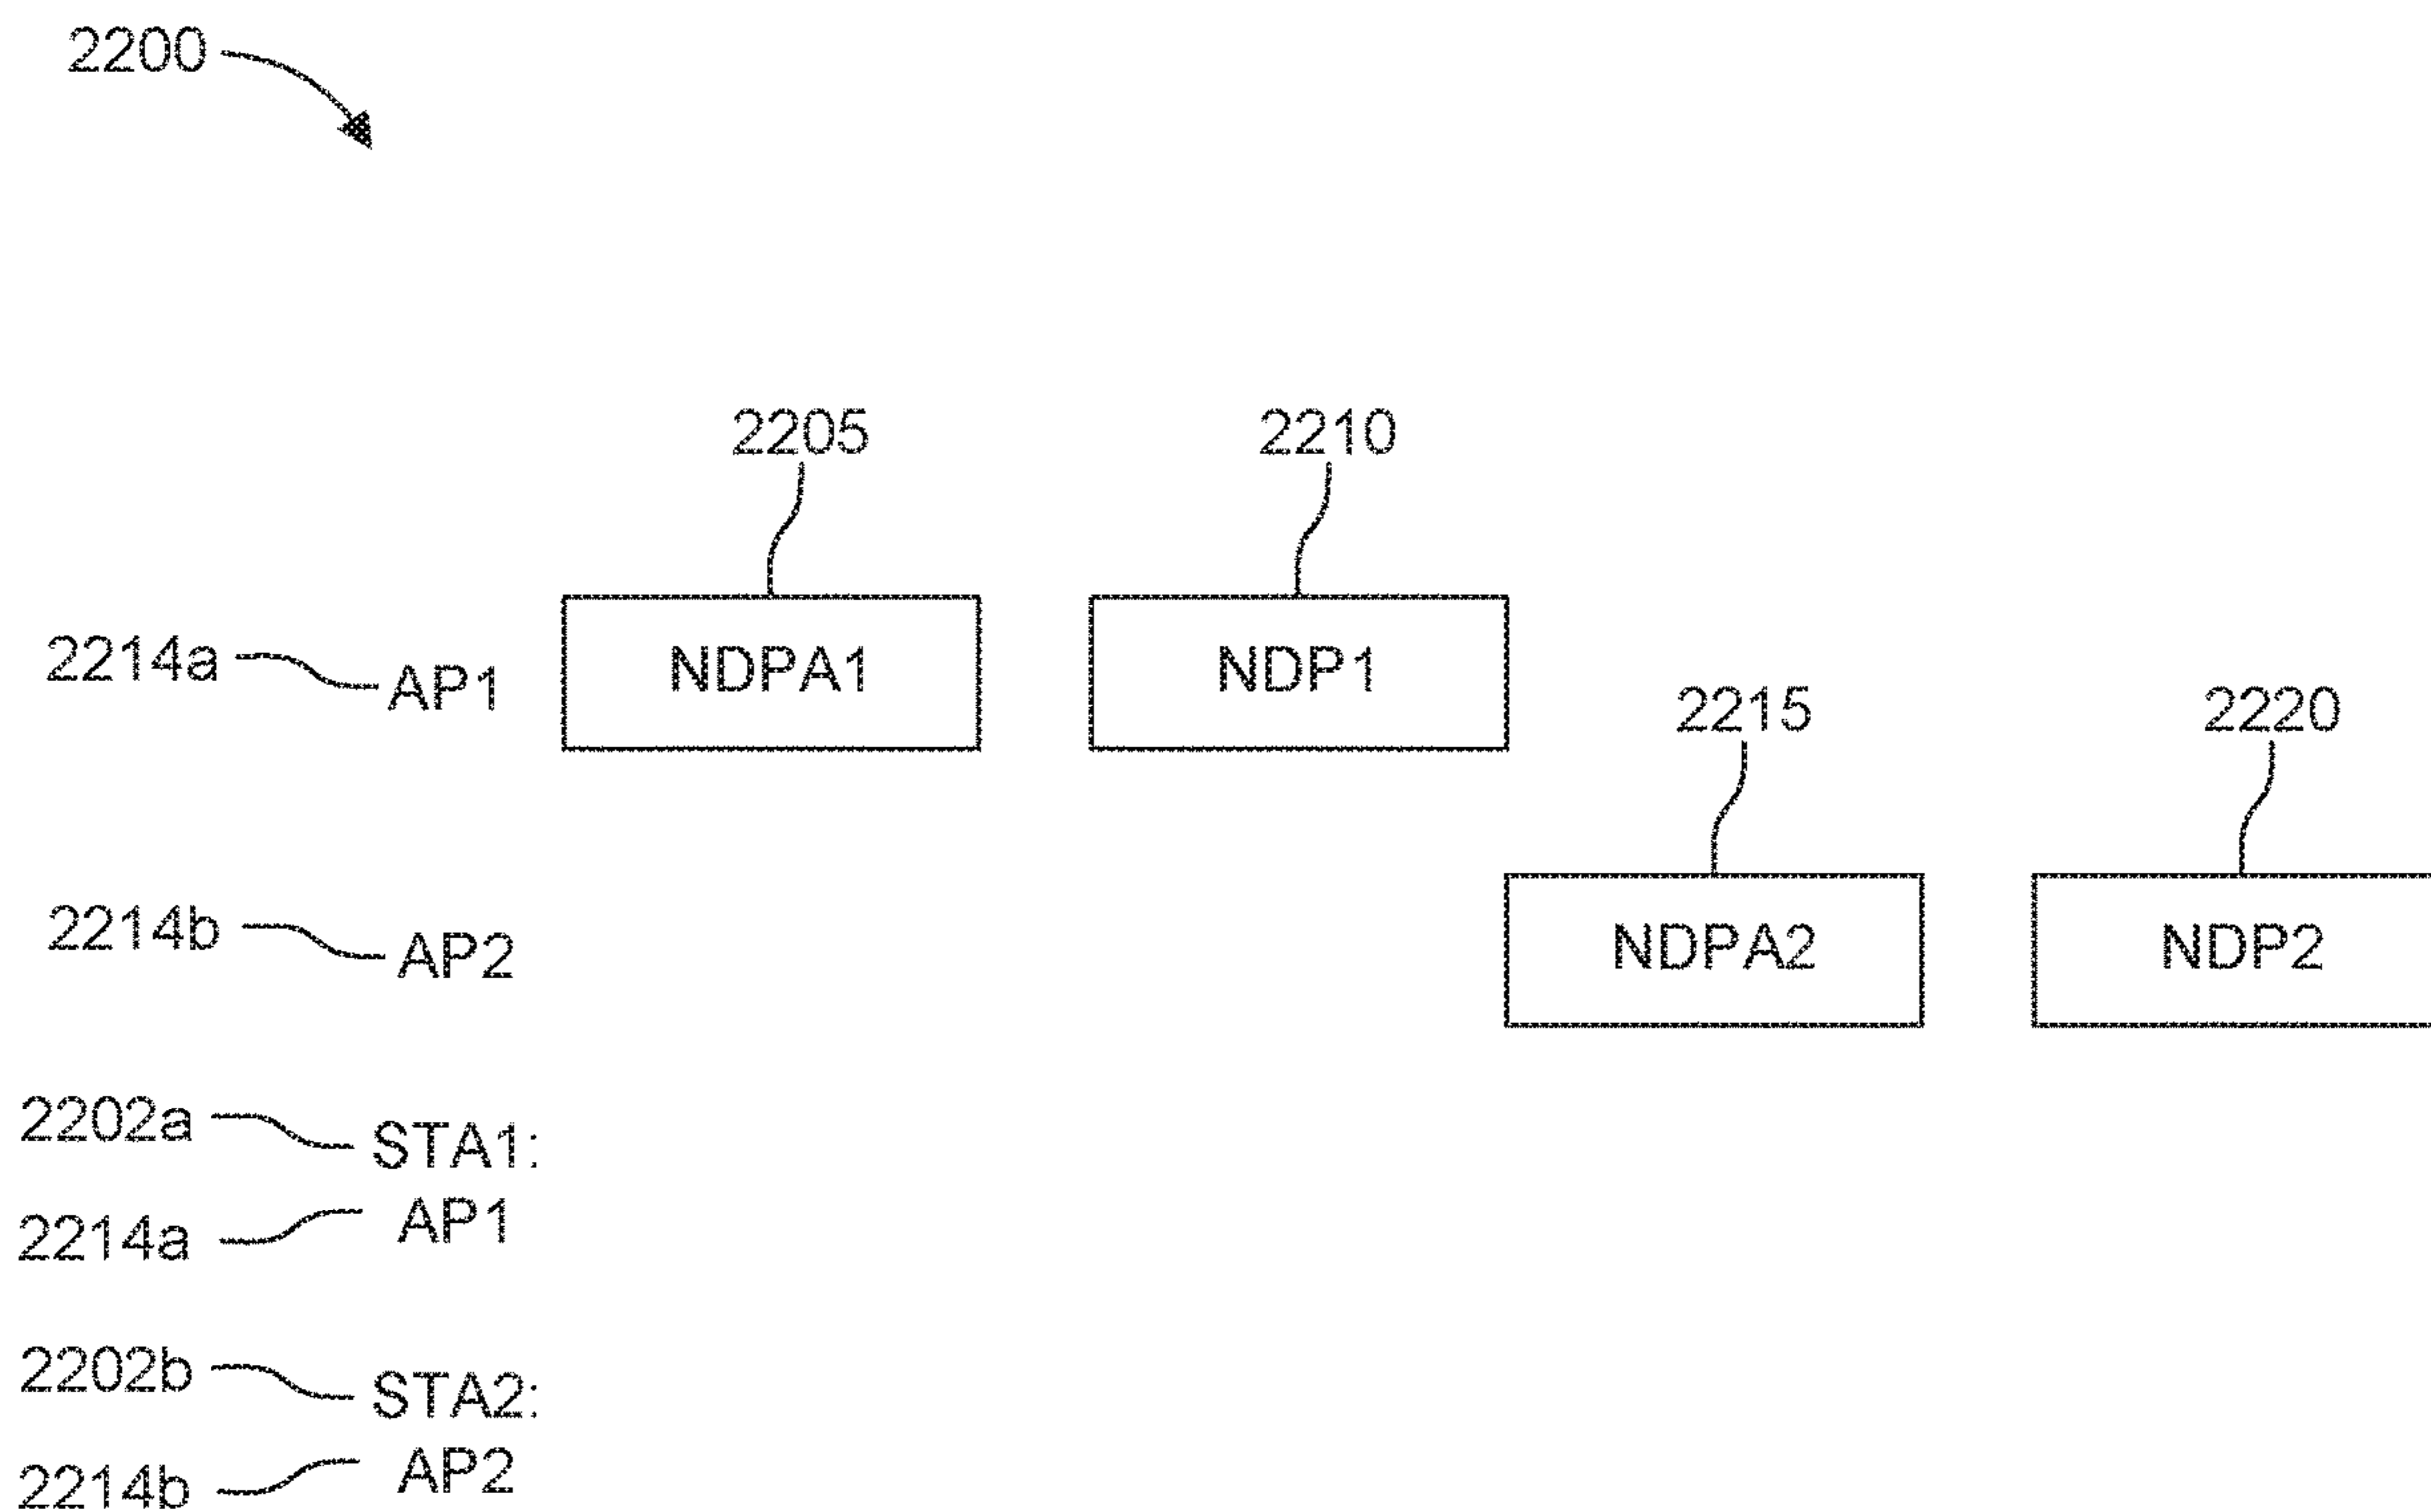 2200
2205 2210
2214a AP1 NDPA1 NDP1
2215 2220
2214b AP2 NDPA2 NDP2
2202a STA1:
2214a AP1
2202b STA2:
2214b AP2